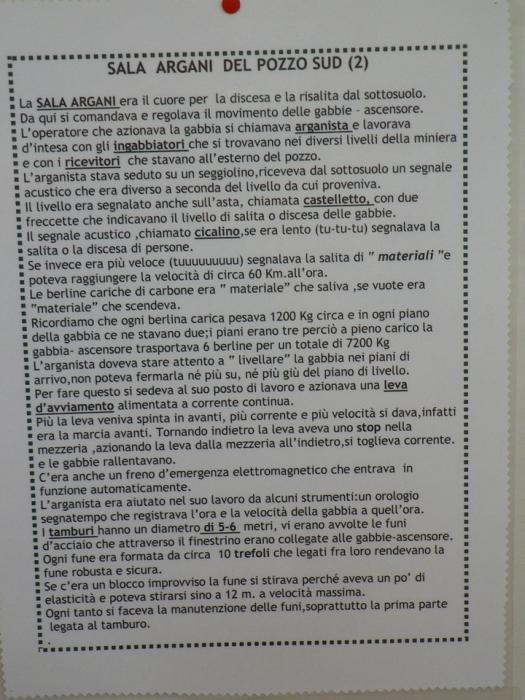 SALA ARGANI DEL POZZO SUD (2)
La SALA ARGANI era il cuore per la discesa e la risalita dal sottosuolo.
Da qui si comandava e regolava il movimento delle gabbie - ascensore.
L'operatore che azionava la gabbia si chiamava arganista e lavorava
d'intesa con gli ingabbiatori che si trovavano nei diversi livelli della miniera
e con i ricevitori che stavano all'esterno del pozzo.
L'arganista stava seduto su un seggiolino,riceveva dal sottosuolo un segnale
acustico che era diverso a seconda del livello da cui proveniva.
Il livello era segnalato anche sull'asta, chiamata castelletto, con due
freccette che indicavano il livello di salita o discesa delle gabbie.
Il segnale acustico ,chiamato cicalino,se era lento (tu-tu-tu) segnalava la
salita o la discesa di persone.
Se invece era più veloce (tuuuuuuuuu) segnalava la salita di " materiali "e
poteva raggiungere la velocità di circa 60 Km.all'ora.
Le berline cariche di carbone era " materiale" che saliva ,se vuote era
"materiale" che scendeva.
Ricordiamo che ogni berlina carica pesava 1200 Kg circa e in ogni piano
della gabbia ce ne stavano due;i piani erano tre perciò a pieno carico la
gabbia- ascensore trasportava 6 berline per un totale di 7200 Kg
L'arganista doveva stare attento a " livellare" la gabbia nei piani di
arrivo,non poteva fermarla né più su, né più giù del piano di livello.
Per fare questo si sedeva al suo posto di lavoro e azionava una leva
d'avviamento alimentata a corrente continua.
Più la leva veniva spinta in avanti, più corrente e più velocità si dava,infatti
era la marcia avanti. Tornando indietro la leva aveva uno stop nella
mezzeria ,azionando la leva dalla mezzeria all'indietro,si toglieva corrente.
e le gabbie rallentavano.
C'era anche un freno d'emergenza elettromagnetico che entrava in
funzione automaticamente.
L'arganista era aiutato nel suo lavoro da alcuni strumenti:un orologio
segnatempo che registrava l'ora e la velocità della gabbia a quell'ora.
I tamburi hanno un diametro di 5-6 metri, vi erano avvolte le funi
d'acciaio che attraverso il finestrino erano collegate alle gabbie-ascensore.
Ogni fune era formata da circa 10 trefoli che legati fra loro rendevano la
fune robusta e sicura.
Se c'era un blocco improvviso la fune si stirava perché aveva un po' di
elasticità e poteva stirarsi sino a 12 m. a velocità massima.
Ogni tanto si faceva la manutenzione delle funi,soprattutto la prima parte
legata al tamburo.
.